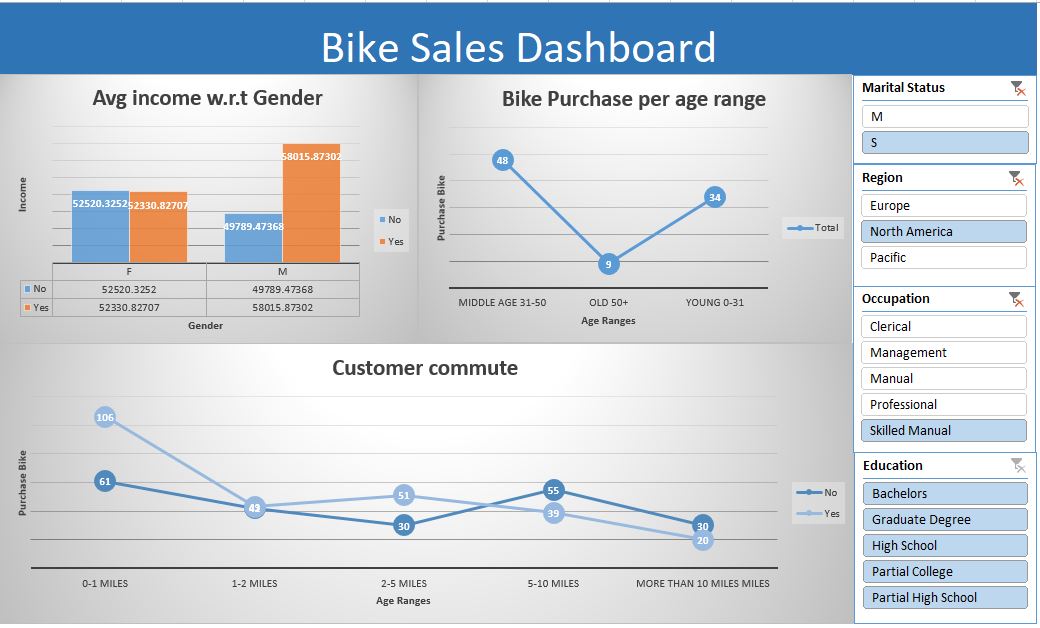 Bike Sales Dashboard
Avg income w.r.t Gender
Income
52520.3252
52330.82707
49789.47368
58015.87302
No
Yes
F M
No 52520.3252 49789.47368
Yes 52330.82707 58015.87302
Gender
Bike Purchase per age range
Purchase Bike
48
9
34
Total
MIDDLE AGE 31-50 OLD 50+ YOUNG 0-31
Age Ranges
Customer commute
Purchase Bike
106
61
51
30
55
39
30
20
No
Yes
0-1 MILES 1-2 MILES 2-5 MILES 5-10 MILES MORE THAN 10 MILES MILES
Age Ranges
Marital Status
M
S
Region
Europe
North America
Pacific
Occupation
Clerical
Management
Manual
Professional
Skilled Manual
Education
Bachelors
Graduate Degree
High School
Partial College
Partial High School